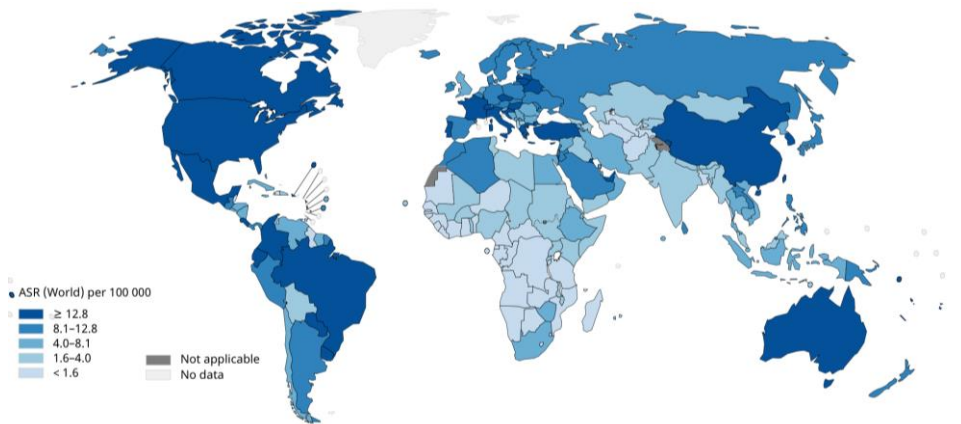 ASR (World) per 100 000
≥ 12.8
8.1–12.8
4.0–8.1
1.6–4.0
< 1.6
Not applicable
No data